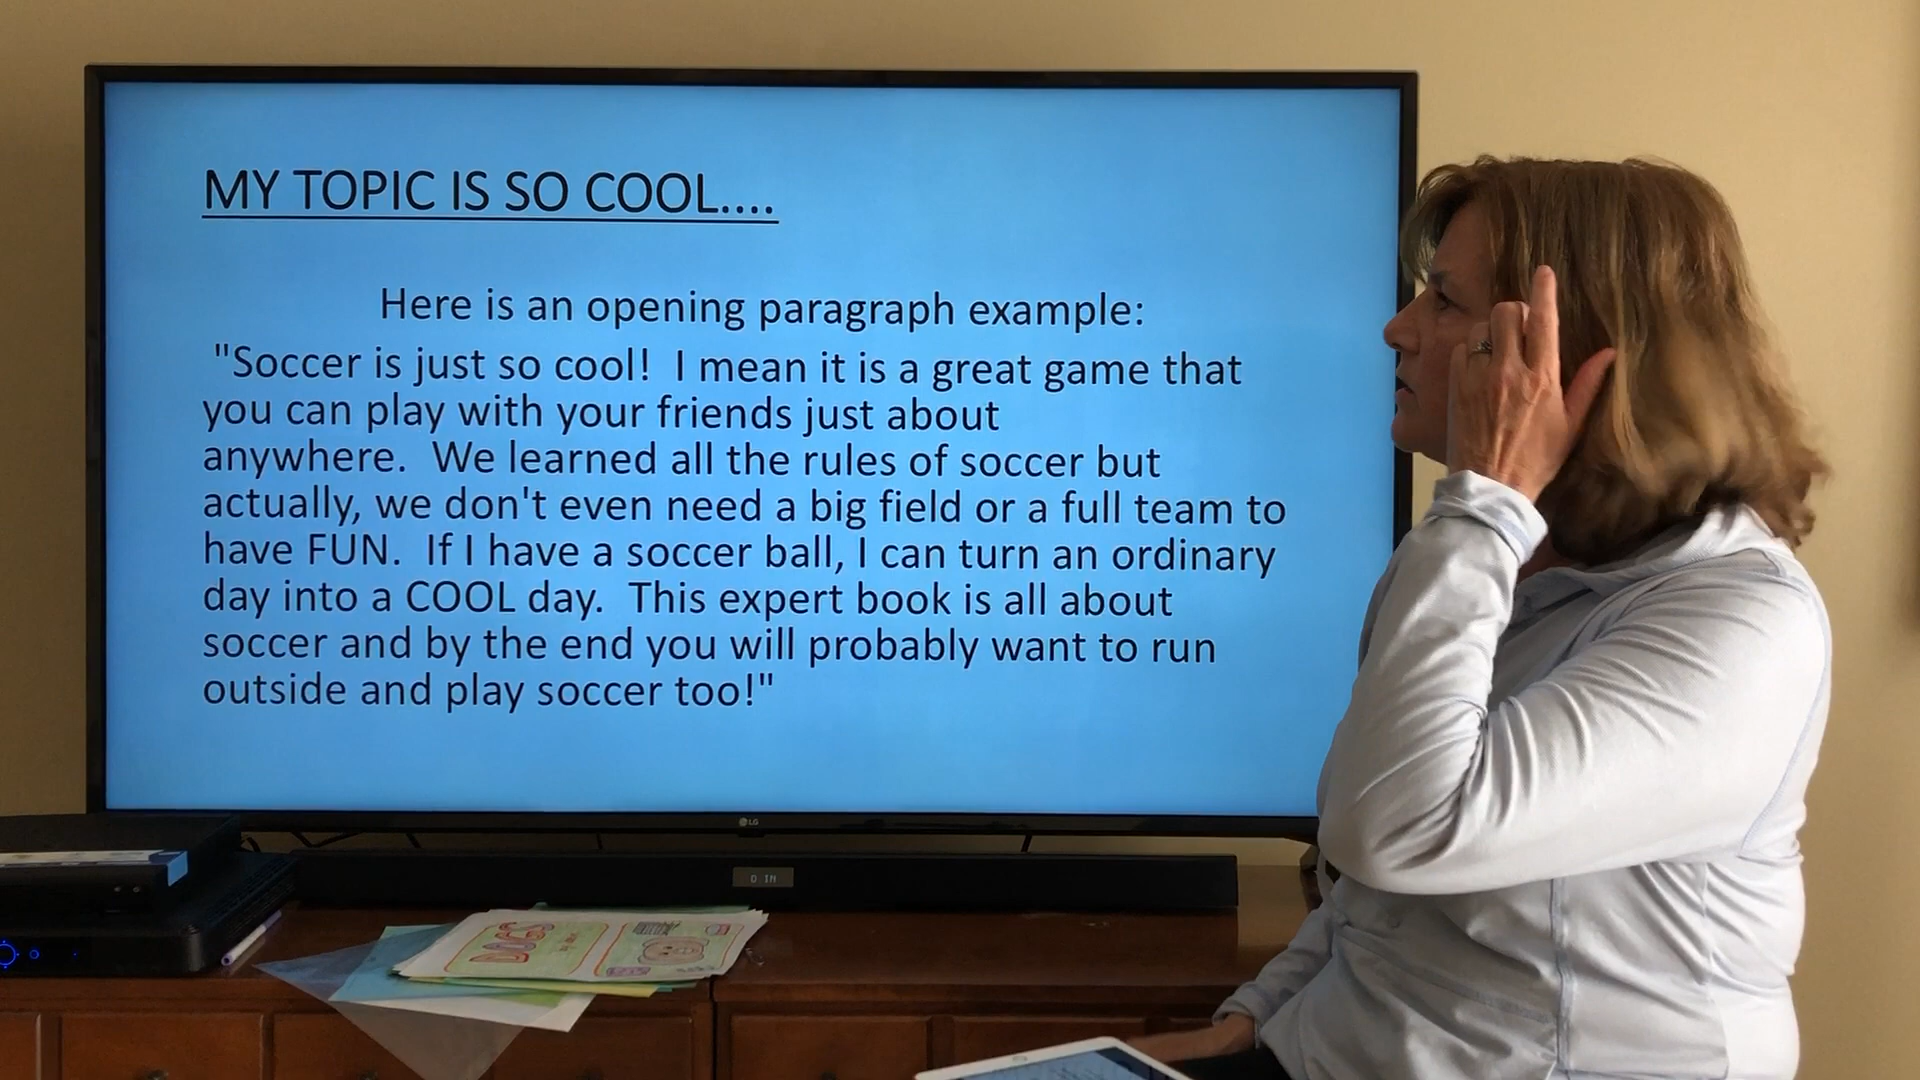 MY TOPIC IS SO COOL....
Here is an opening paragraph example:
"Soccer is just so cool!  I mean it is a great game that
you can play with your friends just about
anywhere.  We learned all the rules of soccer but
actually, we don't even need a big field or a full team to
have FUN.  If I have a soccer ball, I can turn an ordinary
day into a COOL day.  This expert book is all about
soccer and by the end you will probably want to run
outside and play soccer too!"
LG
DOGS